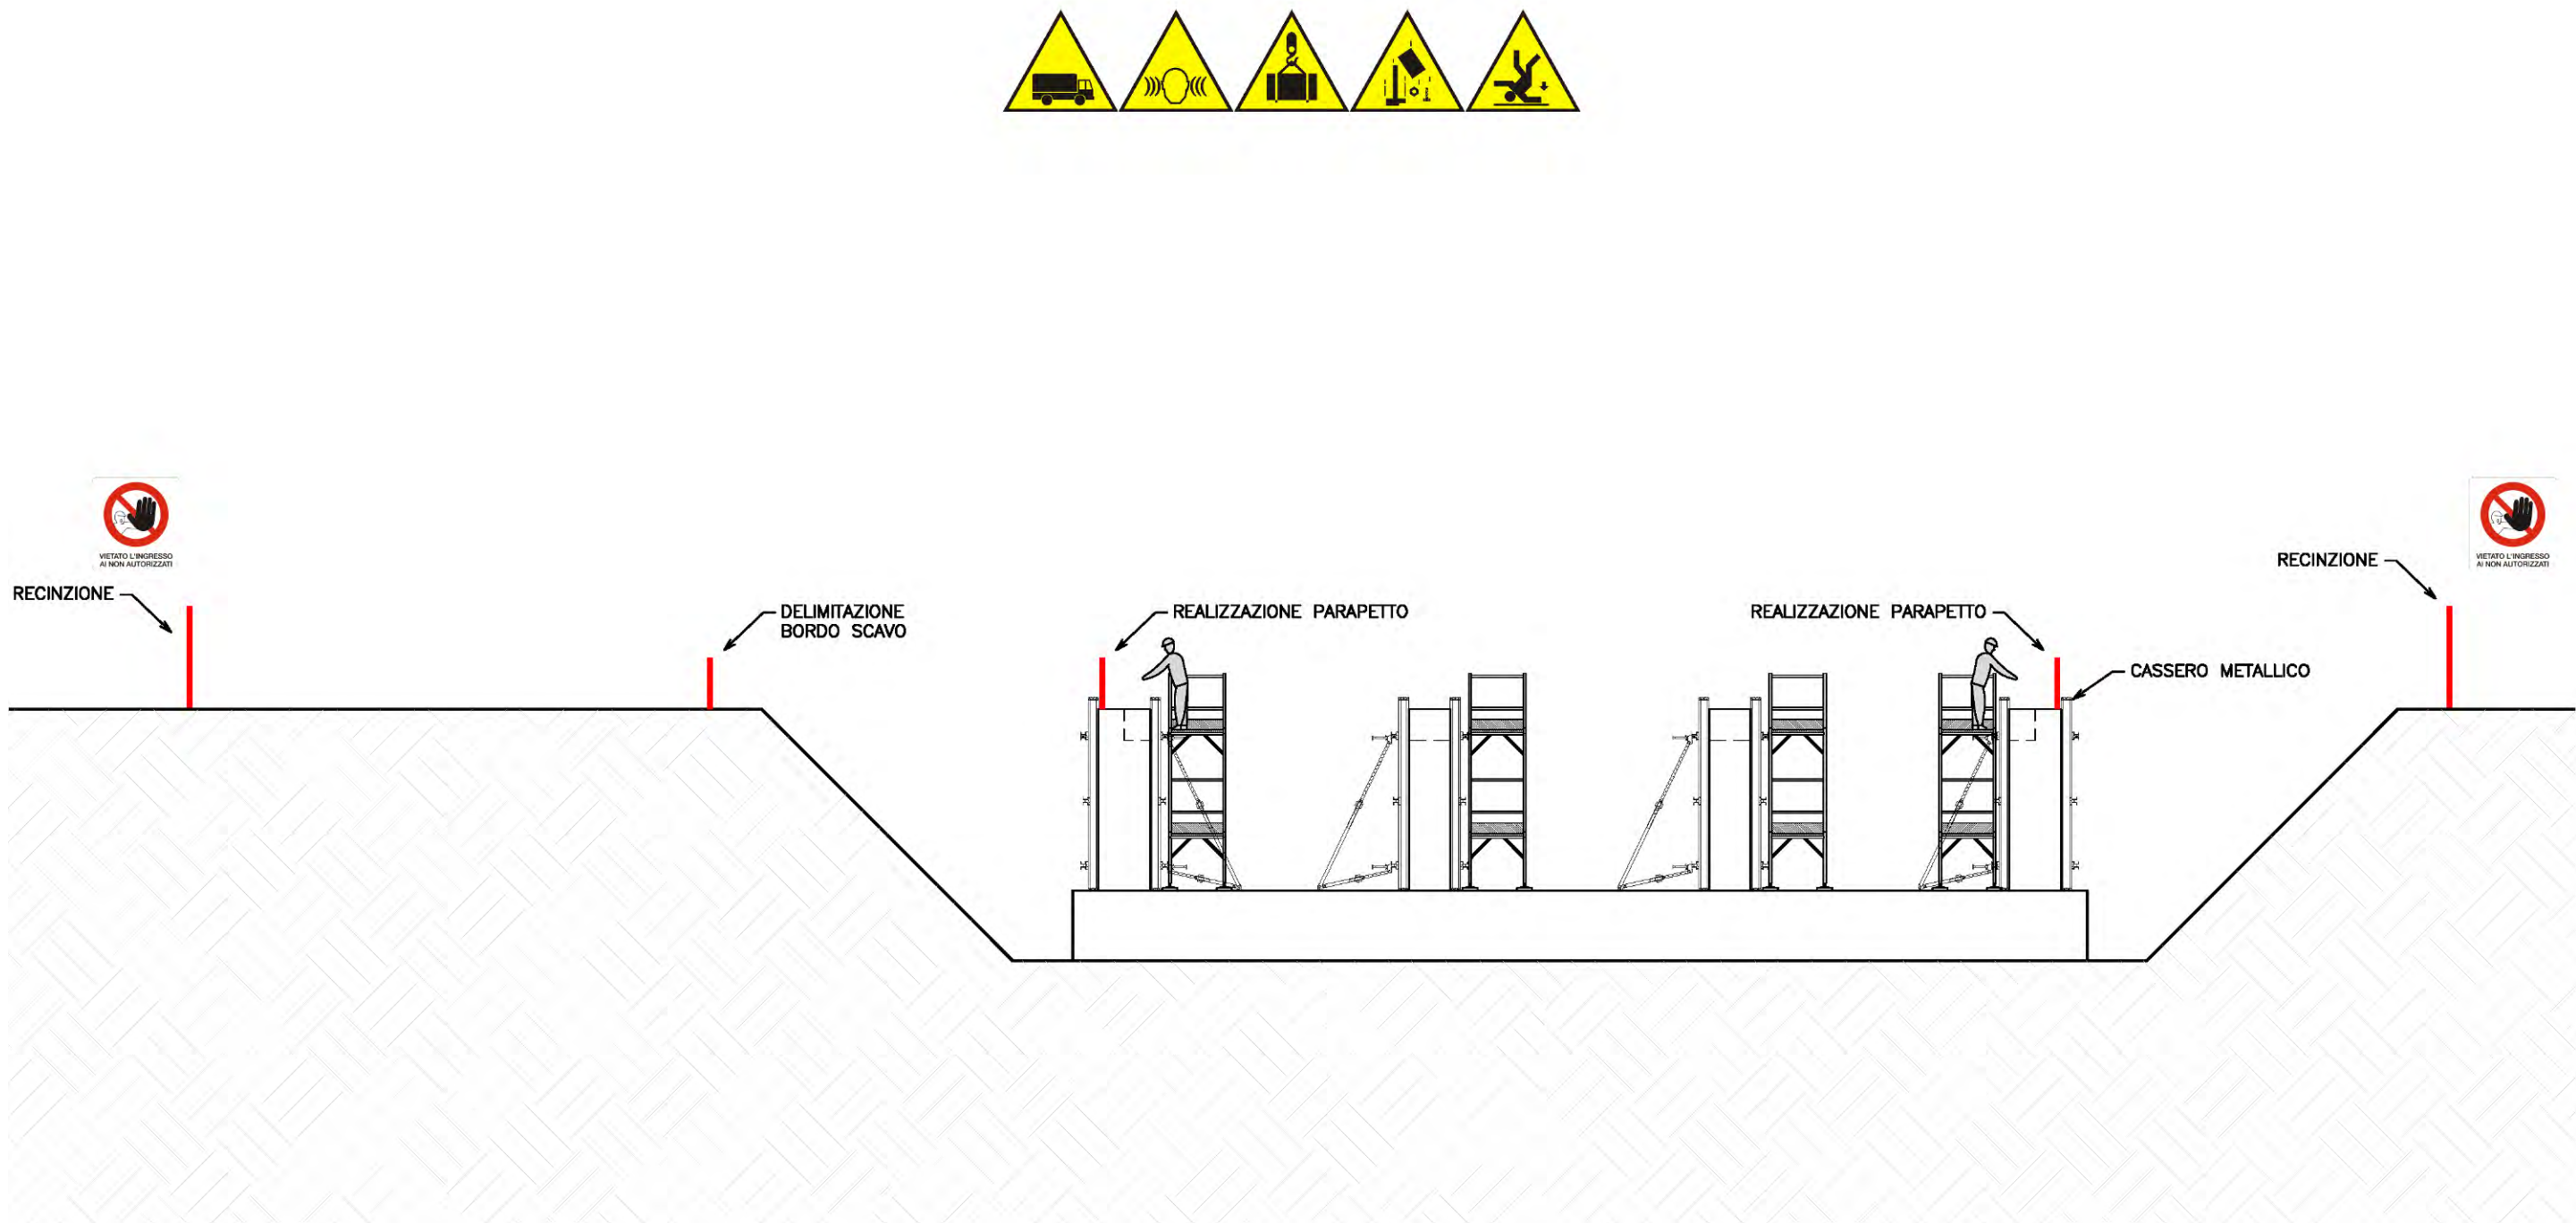 VIETATO L'INGRESSO
AI NON AUTORIZZATI
RECINZIONE
DELIMITAZIONE
BORDO SCAVO
REALIZZAZIONE PARAPETTO
REALIZZAZIONE PARAPETTO
CASSERO METALLICO
RECINZIONE
VIETATO L'INGRESSO
AI NON AUTORIZZATI